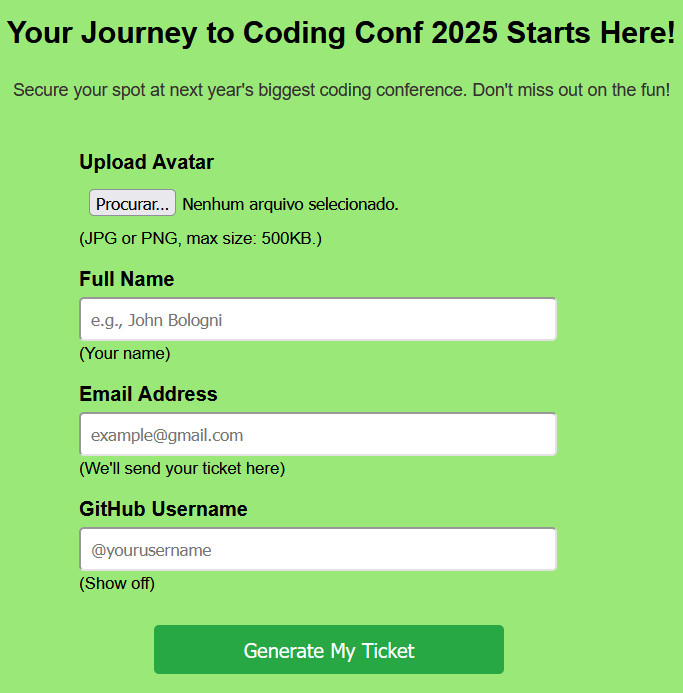 Your Journey to Coding Conf 2025 Starts Here!
Secure your spot at next year's biggest coding conference. Don't miss out on the fun!
Upload Avatar
Procurar... Nenhum arquivo selecionado.
(JPG or PNG, max size: 500KB.)
Full Name
e.g., John Bologni
(Your name)
Email Address
example@gmail.com
(We'll send your ticket here)
GitHub Username
@yourusername
(Show off)
Generate My Ticket